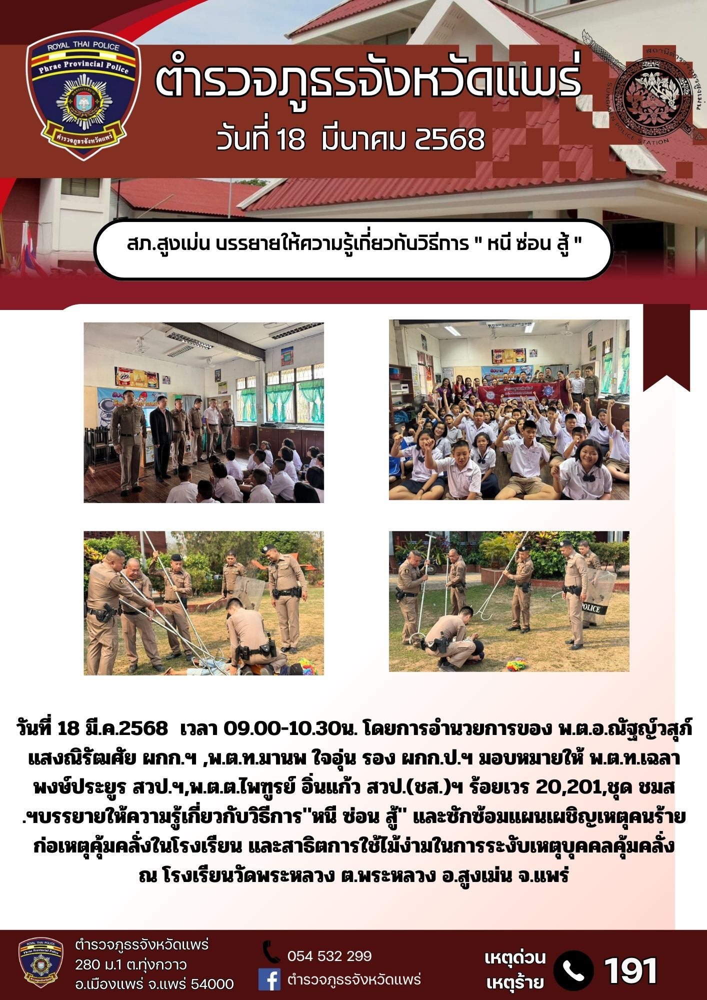 ROYAL THAI POLICE
Phrae Provincial Police
ตำรวจภูธรจังหวัดแพร่
ตำรวจภูธรจังหวัดแพร่
วันที่ 18 มีนาคม 2568
สถานีตำรวจภูธรสูงเม่น
SUNGMEN POLICE STATION
สภ.สูงเม่น บรรยายให้ความรู้เกี่ยวกับวิธีการ " หนี ซ่อน สู้ "
POLICE
วันที่ 18 มี.ค.2568 เวลา 09.00-10.30น. โดยการอำนวยการของ พ.ต.อ.ณัฐญ์วสุภ์
แสงณิรัฒศัย ผกก.ฯ ,พ.ต.ท.มานพ ใจอุ่น รอง ผกก.ป.ฯ มอบหมายให้ พ.ต.ท.เฉลา
พงษ์ประยูร สวป.ฯ,พ.ต.ต.ไพฑูรย์ อิ่นแก้ว สวป.(ชส.)ฯ ร้อยเวร 20,201,ชุด ชมส
.ฯบรรยายให้ความรู้เกี่ยวกับวิธีการ"หนี ซ่อน สู้" และซักซ้อมแผนเผชิญเหตุคนร้าย
ก่อเหตุคุ้มคลั่งในโรงเรียน และสาธิตการใช้ไม้ง่ามในการระงับเหตุบุคคลคุ้มคลั่ง
ณ โรงเรียนวัดพระหลวง ต.พระหลวง อ.สูงเม่น จ.แพร่
ROYAL THAI POLICE
Phrae Provincial Police
ตำรวจภูธรจังหวัดแพร่
ตำรวจภูธรจังหวัดแพร่
280 ม.1 ต.ทุ่งกวาว
อ.เมืองแพร่ จ.แพร่ 54000
054 532 299
ตำรวจภูธรจังหวัดแพร่
เหตุด่วน
เหตุร้าย
191